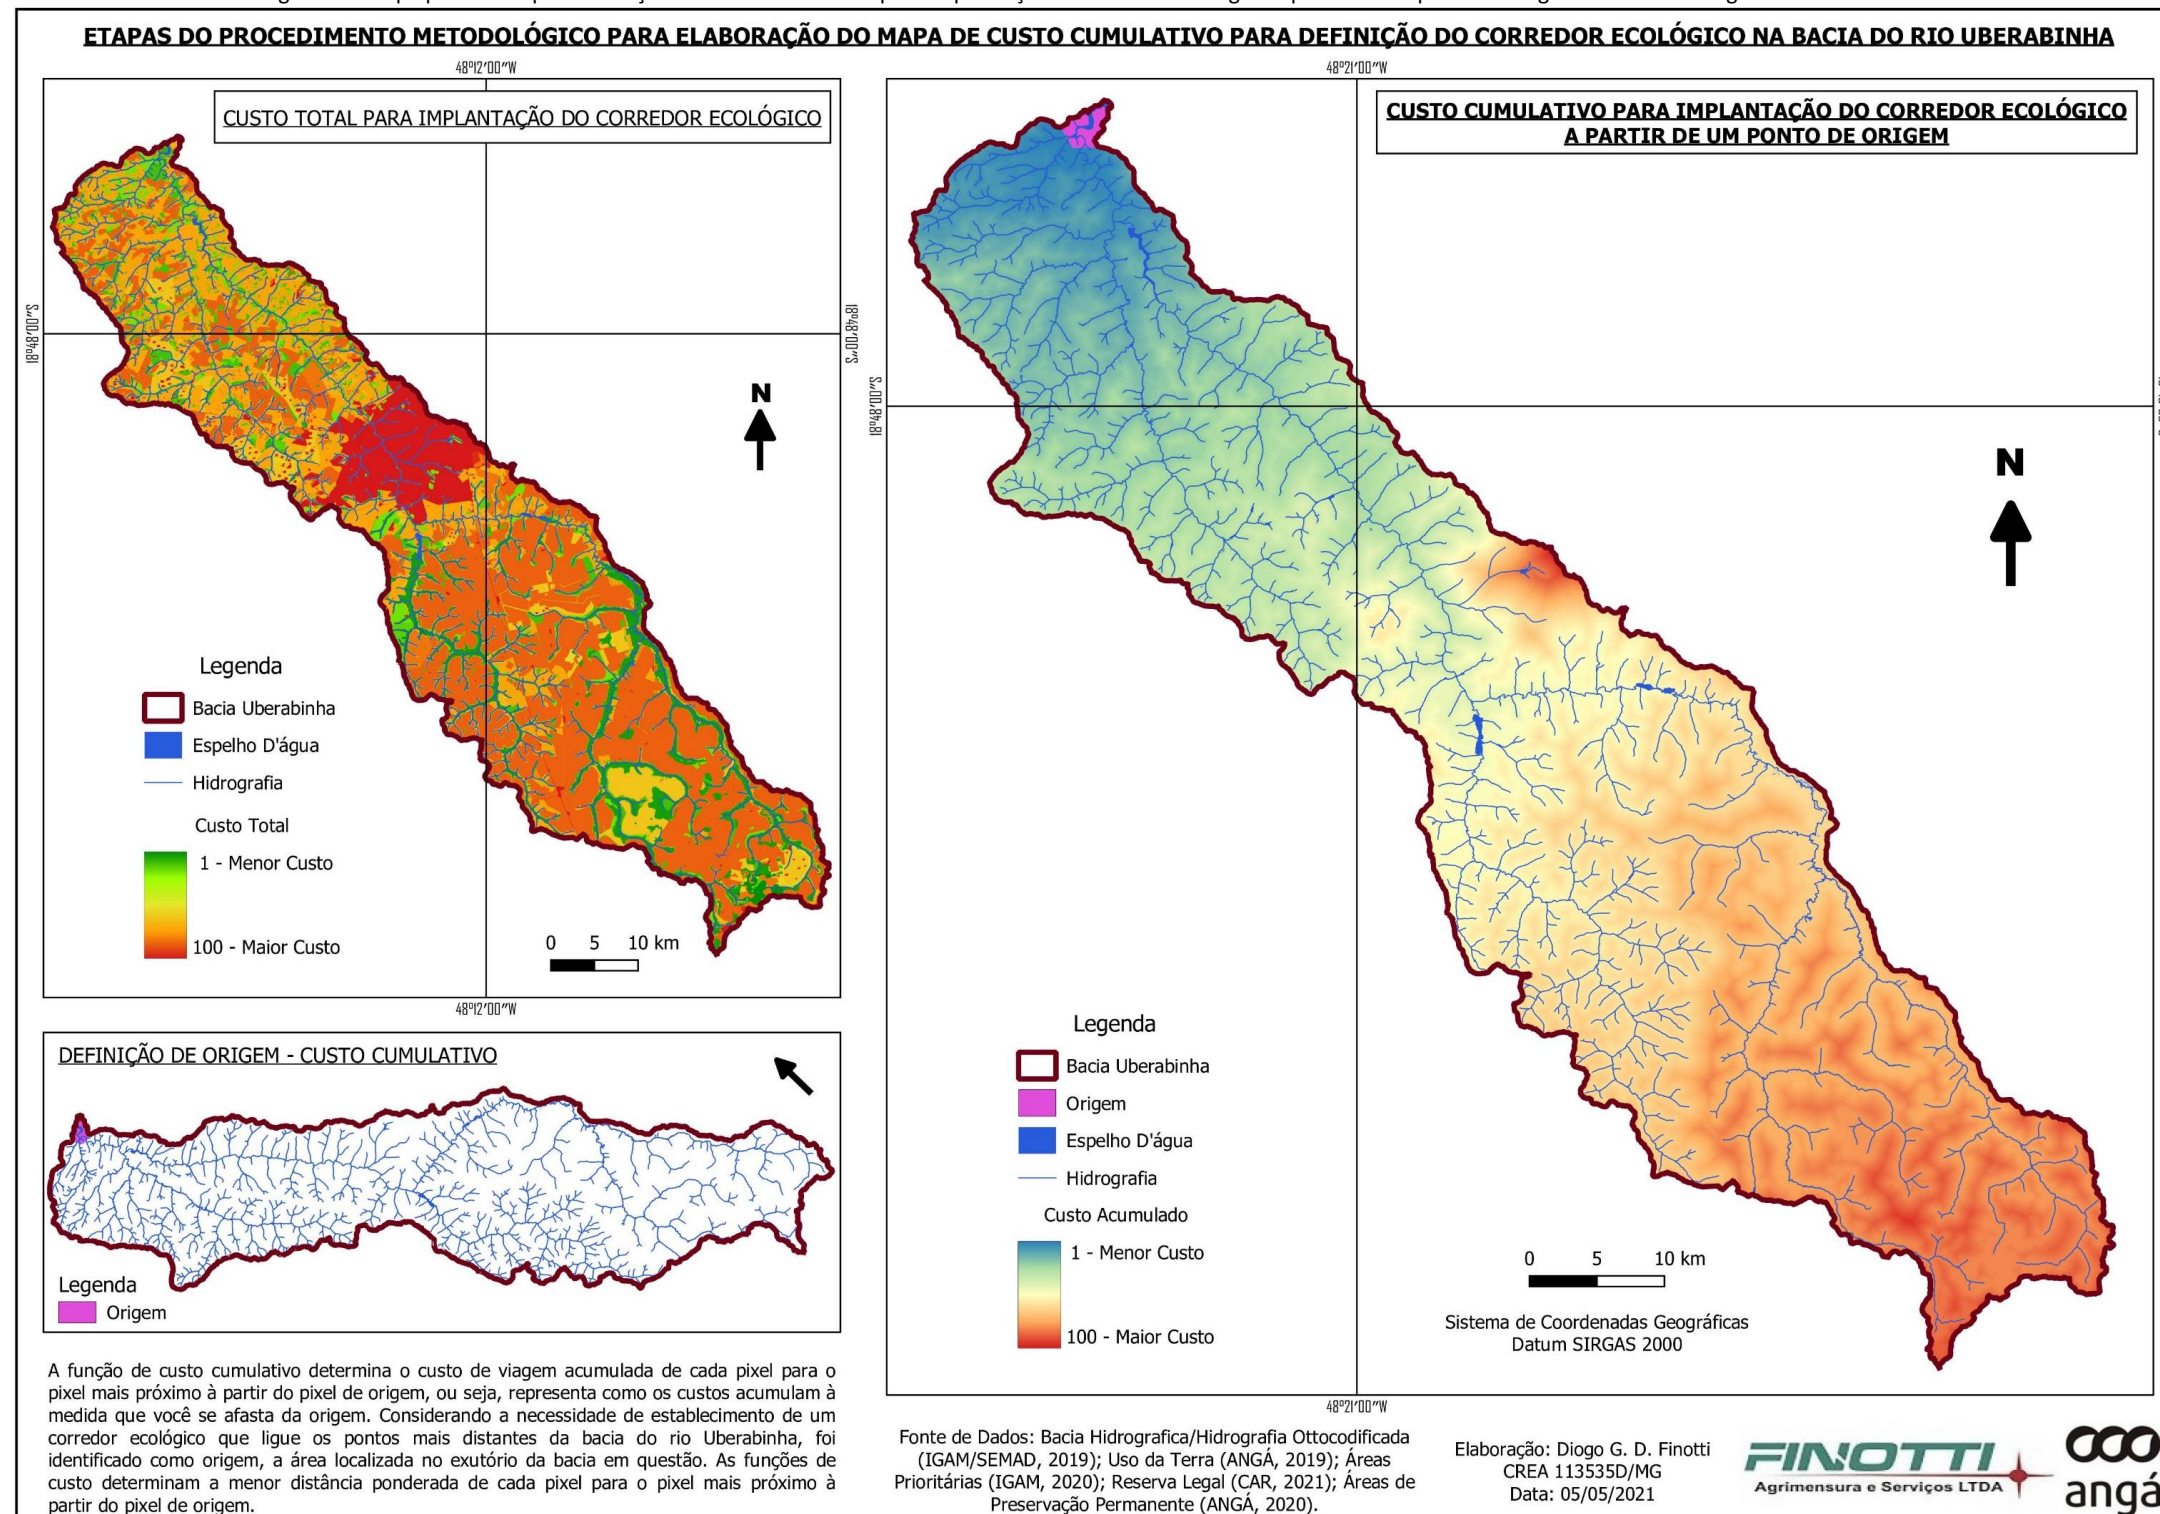 ETAPAS DO PROCEDIMENTO METODOLÓGICO PARA ELABORAÇÃO DO MAPA DE CUSTO CUMULATIVO PARA DEFINIÇÃO DO CORREDOR ECOLÓGICO NA BACIA DO RIO UBERABINHA
48°12'00"W
CUSTO TOTAL PARA IMPLANTAÇÃO DO CORREDOR ECOLÓGICO
18°48'00"S
18°48'00"S
N
Legenda
Bacia Uberabinha
Espelho D'água
Hidrografia
Custo Total
1 - Menor Custo
100 - Maior Custo
0 5 10 km
48°12'00"W
DEFINIÇÃO DE ORIGEM - CUSTO CUMULATIVO
Legenda
Origem
A função de custo cumulativo determina o custo de viagem acumulada de cada pixel para o
pixel mais próximo à partir do pixel de origem, ou seja, representa como os custos acumulam à
medida que você se afasta da origem. Considerando a necessidade de establecimento de um
corredor ecológico que ligue os pontos mais distantes da bacia do rio Uberabinha, foi
identificado como origem, a área localizada no exutório da bacia em questão. As funções de
custo determinam a menor distância ponderada de cada pixel para o pixel mais próximo à
partir do pixel de origem.
48°21'00"W
CUSTO CUMULATIVO PARA IMPLANTAÇÃO DO CORREDOR ECOLÓGICO
A PARTIR DE UM PONTO DE ORIGEM
18°48'00"S
N
Legenda
Bacia Uberabinha
Origem
Espelho D'água
Hidrografia
Custo Acumulado
1 - Menor Custo
100 - Maior Custo
0 5 10 km
Sistema de Coordenadas Geográficas
Datum SIRGAS 2000
48°21'00"W
Fonte de Dados: Bacia Hidrografica/Hidrografia Ottocodificada
(IGAM/SEMAD, 2019); Uso da Terra (ANGÁ, 2019); Áreas
Prioritárias (IGAM, 2020); Reserva Legal (CAR, 2021); Áreas de
Preservação Permanente (ANGÁ, 2020).
Elaboração: Diogo G. D. Finotti
CREA 113535D/MG
Data: 05/05/2021
FINOTTI
Agrimensura e Serviços LTDA
angá